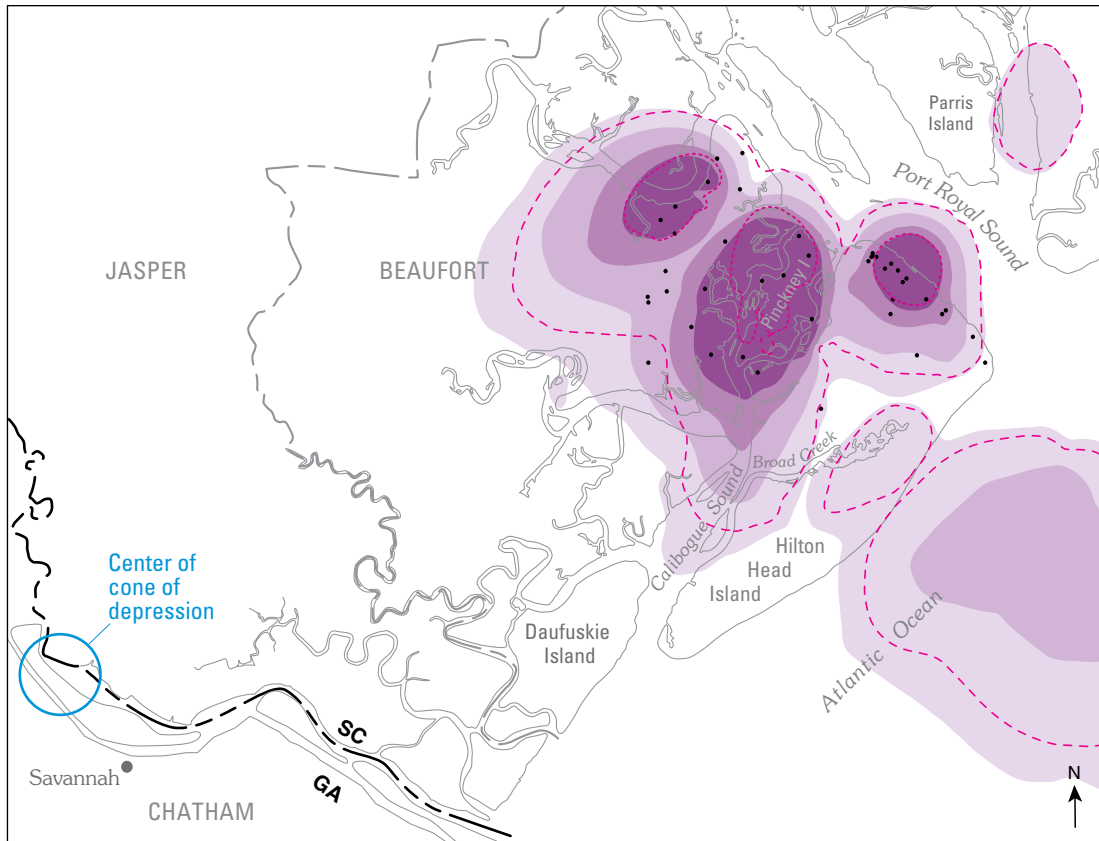 Parris
Island
Port Royal Sound
JASPER
BEAUFORT
Pinckney I
Broad Creek
Calibogue Sound
Hilton
Head
Island
Center of
cone of
depression
Daufuskie
Island
Atlantic Ocean
SC
GA
Savannah
CHATHAM
N